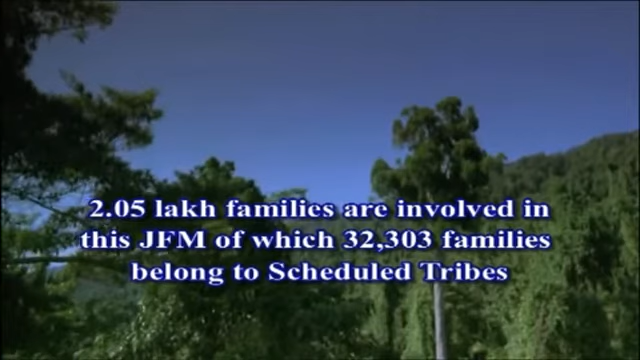 2.05 lakh families are involved in
this JFM of which 32,303 families
belong to Scheduled Tribes